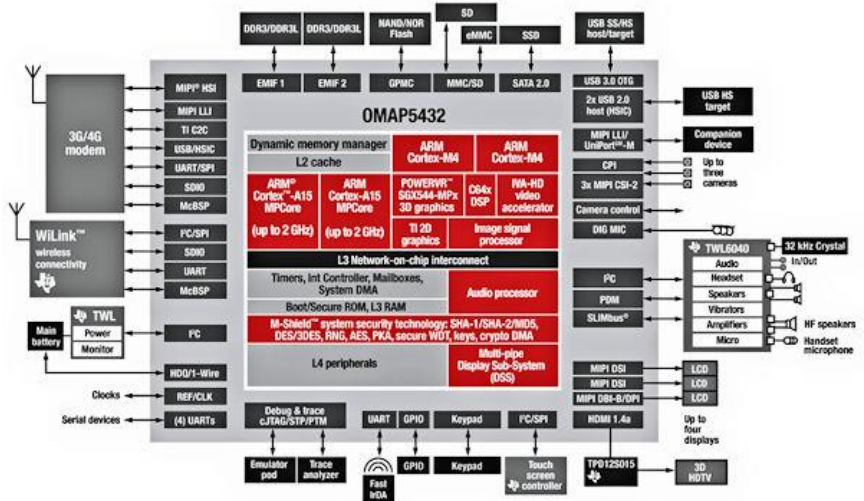 DDR3/DDR3L
DDR3/DDR3L
NAND/NOR
Flash
SD
eMMC
SSD
USB SS/HS
host/target
EMIF 1
EMIF 2
GPMC
MMC/SD
SATA 2.0
USB 3.0 OTG
OMAP5432
3G/4G
modem
MIPI® HSI
MIPI LLI
TI C2C
USB/HSIC
UART/SPI
SDIO
McBSP
WiLink™
wireless
connectivity
I²C/SPI
SDIO
UART
McBSP
TWL
Power
Monitor
Main
battery
I²C
HDQ/1-Wire
Clocks
REF/CLK
Serial devices
(4) UARTs
Dynamic memory manager
L2 cache
ARM
Cortex-M4
ARM
Cortex-M4
ARM®
Cortex™-A15
MPCore
(up to 2 GHz)
ARM
Cortex-A15
MPCore
(up to 2 GHz)
POWERVR™
SGX544-MPx
3D graphics
C64x
DSP
IVA-HD
video
accelerator
TI 2D
graphics
Image signal
processor
L3 Network-on-chip interconnect
Timers, Int Controller, Mailboxes,
System DMA
Boot/Secure ROM, L3 RAM
Audio processor
M-Shield™ system security technology: SHA-1/SHA-2/MD5,
DES/3DES, RNG, AES, PKA, secure WDT, keys, crypto DMA
L4 peripherals
Multi-pipe
Display Sub-System
(DSS)
2x USB 2.0
host (HSIC)
USB HS
target
MIPI LLI/
UniPort℠-M
Companion
device
CPI
3x MIPI CSI-2
Up to
three
cameras
Camera control
DIG MIC
I²C
PDM
SLIMbus®
TWL6040
Audio
Headset
Speakers
Vibrators
Amplifiers
Micro
32 kHz Crystal
In/Out
HF speakers
Handset
microphone
MIPI DSI
LCD
MIPI DSI
LCD
MIPI DBI-B/DPI
LCD
HDMI 1.4a
Up to
four
displays
TPD12S015
3D
HDTV
Debug & trace
cJTAG/STP/PTM
UART
GPIO
Keypad
I²C/SPI
Emulator
pod
Trace
analyzer
Fast
IrDA
GPIO
Keypad
Touch
screen
controller